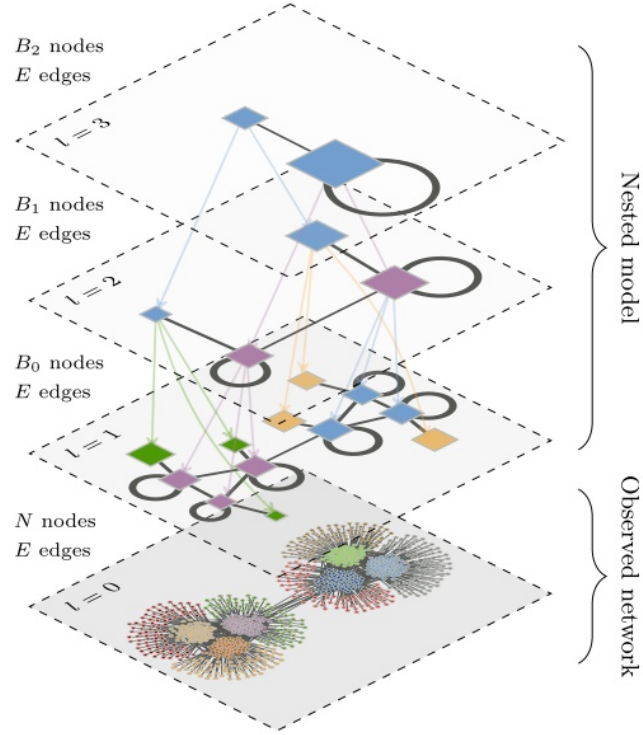 B₂ nodes
E edges
l = 3
B₁ nodes
E edges
l = 2
Nested model
B₀ nodes
E edges
l = 1
N nodes
E edges
l = 0
Observed network